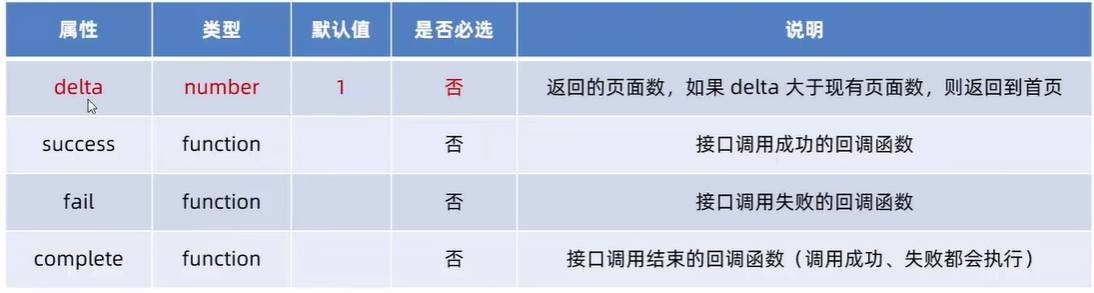 属性 类型 默认值 是否必选 说明
delta number 1 否 返回的页面数，如果 delta 大于现有页面数，则返回到首页
success function 否 接口调用成功的回调函数
fail function 否 接口调用失败的回调函数
complete function 否 接口调用结束的回调函数（调用成功、失败都会执行）